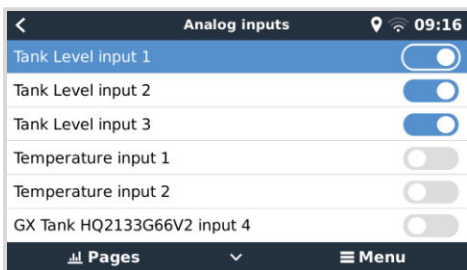 Analog inputs 09:16
Tank Level input 1
Tank Level input 2
Tank Level input 3
Temperature input 1
Temperature input 2
GX Tank HQ2133G66V2 input 4
Pages Menu